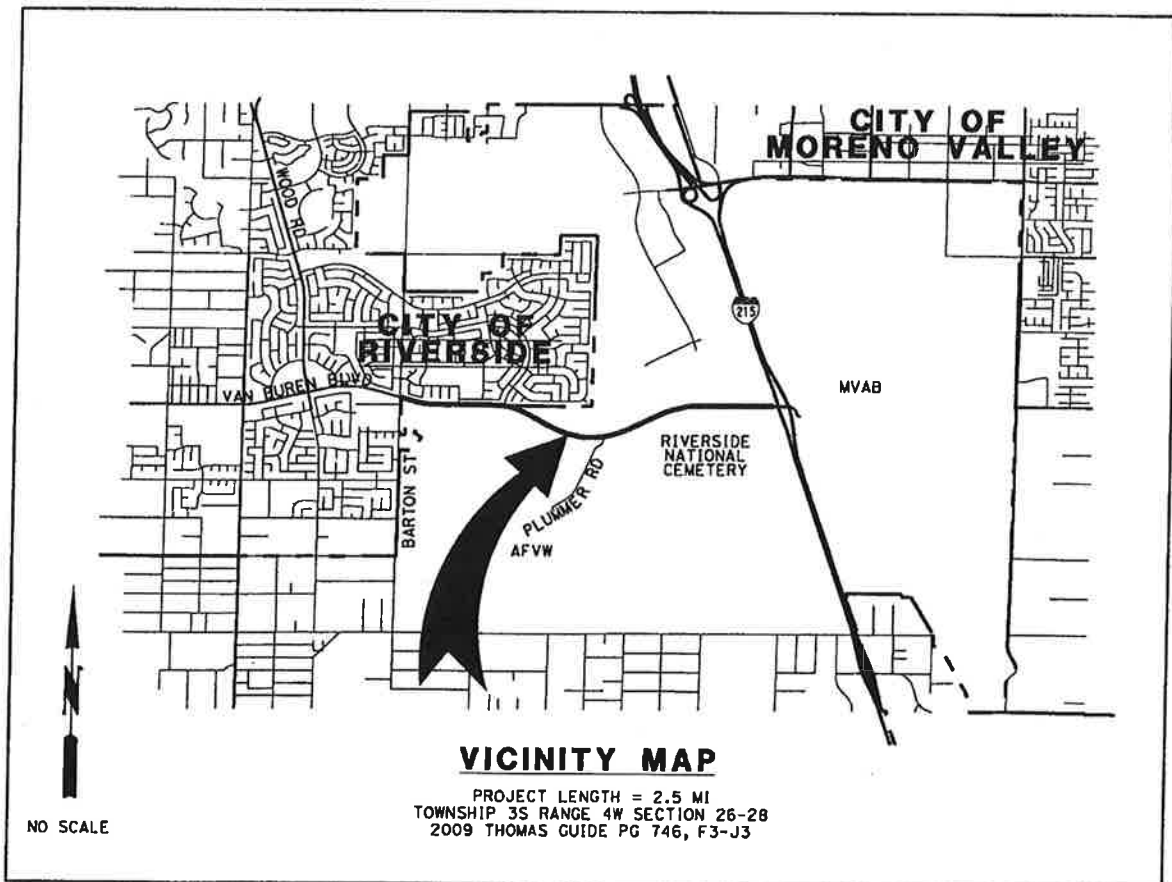 CITY OF
MORENO VALLEY
WOOD RD
215
CITY OF
RIVERSIDE
VAN BUREN BLVD
MVAB
RIVERSIDE
NATIONAL
CEMETERY
BARTON ST
PLUMMER RD
AFVW
N
VICINITY MAP
PROJECT LENGTH = 2.5 MI
TOWNSHIP 3S RANGE 4W SECTION 26-28
2009 THOMAS GUIDE PG 746, F3-J3
NO SCALE